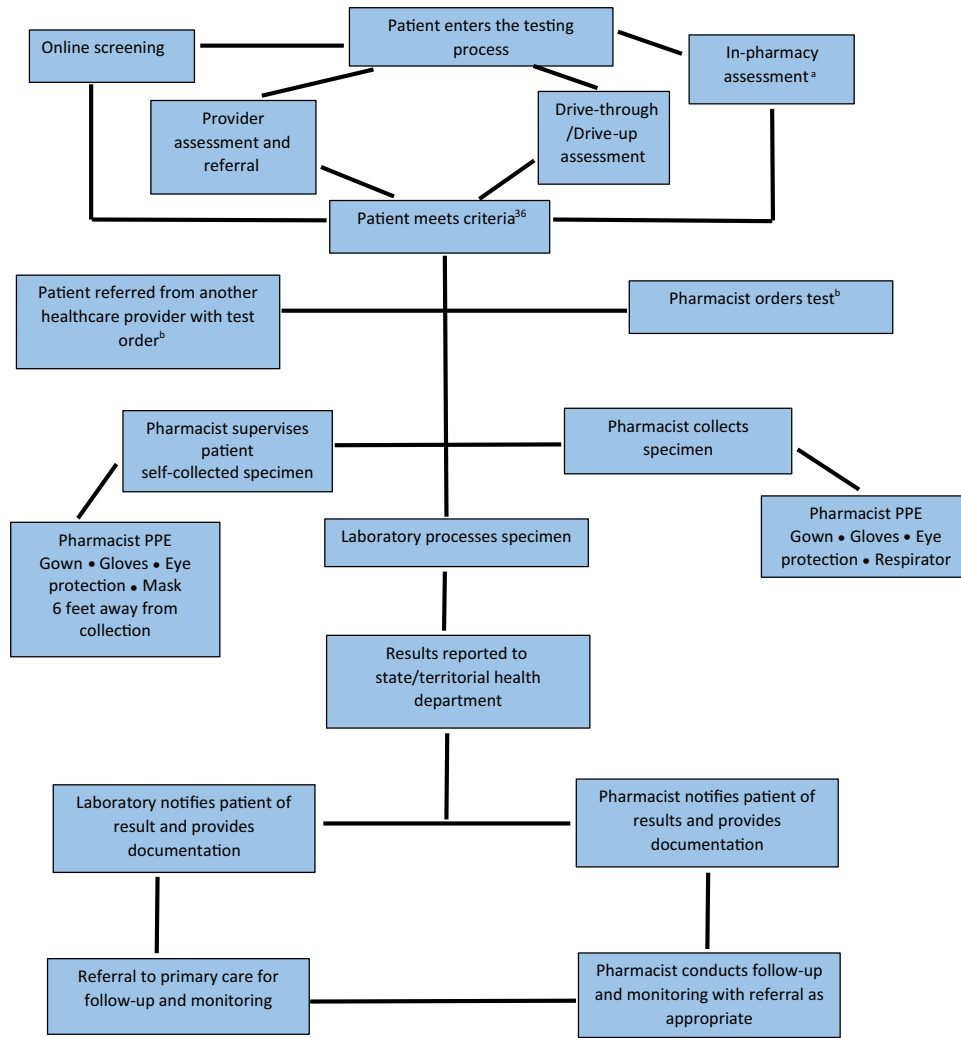 Patient enters the testing
process
Online screening
In-pharmacy
assessment ᵃ
Provider
assessment and
referral
Drive-through
/Drive-up
assessment
Patient meets criteria³⁶
Patient referred from another
healthcare provider with test
orderᵇ
Pharmacist orders testᵇ
Pharmacist supervises
patient
self-collected specimen
Pharmacist collects
specimen
Pharmacist PPE
Gown • Gloves • Eye
protection • Mask
6 feet away from
collection
Laboratory processes specimen
Pharmacist PPE
Gown • Gloves • Eye
protection • Respirator
Results reported to
state/territorial health
department
Laboratory notifies patient of
result and provides
documentation
Pharmacist notifies patient of
results and provides
documentation
Referral to primary care for
follow-up and monitoring
Pharmacist conducts follow-up
and monitoring with referral as
appropriate